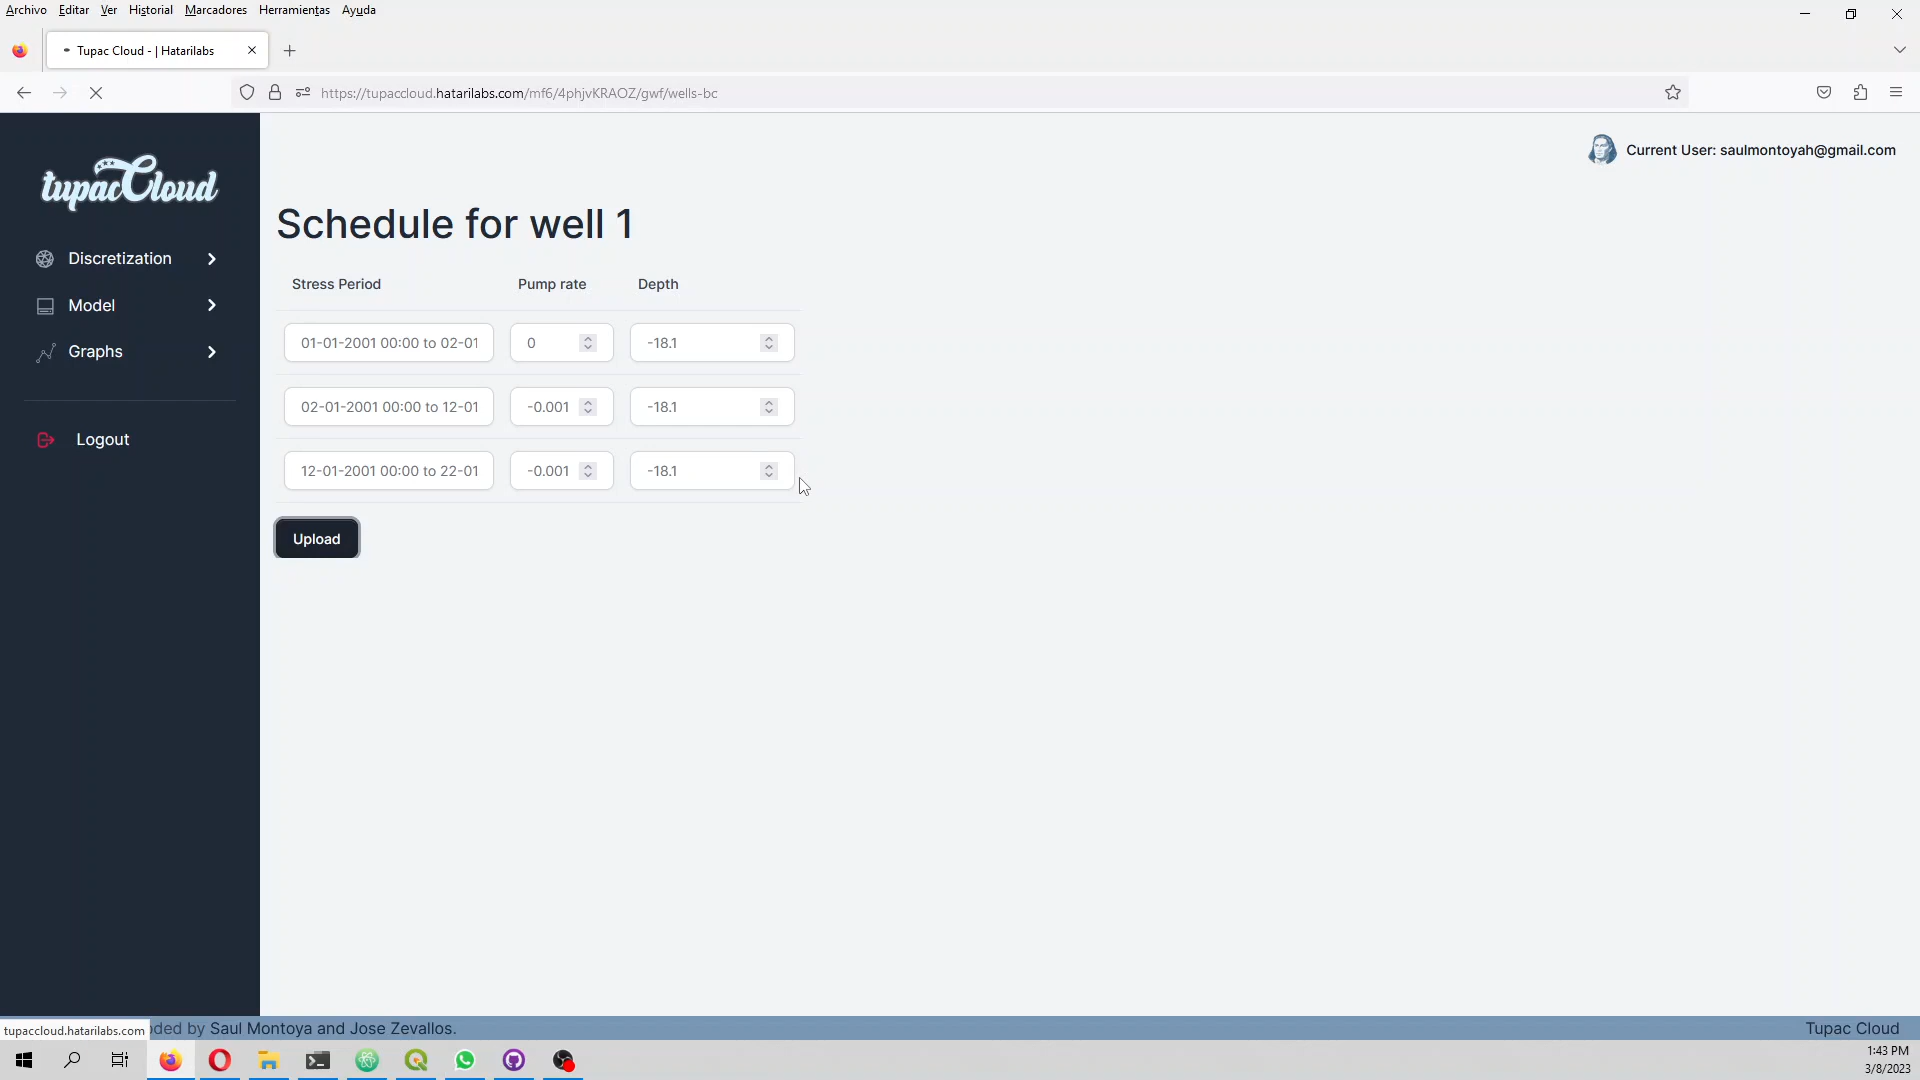 Archivo Editar Ver Historial Marcadores Herramientas Ayuda
Tupac Cloud - | Hatarilabs
https://tupaccloud.hatarilabs.com/mf6/4phjvKRAOZ/gwf/wells-bc
tupacCloud
Current User: saulmontoyah@gmail.com
Discretization
Model
Graphs
Logout
Schedule for well 1
Stress Period Pump rate Depth
01-01-2001 00:00 to 02-01 0 -18.1
02-01-2001 00:00 to 12-01 -0.001 -18.1
12-01-2001 00:00 to 22-01 -0.001 -18.1
Upload
tupaccloud.hatarilabs.com oded by Saul Montoya and Jose Zevallos. Tupac Cloud
1:43 PM
3/8/2023